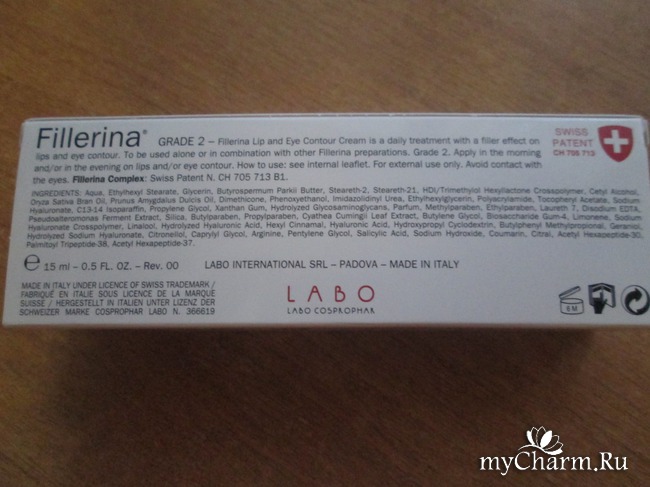 Fillerina® GRADE 2 – Fillerina Lip and Eye Contour Cream is a daily treatment with a filler effect on
lips and eye contour. To be used alone or in combination with other Fillerina preparations. Grade 2. Apply in the morning
and/or in the evening on lips and/or eye contour. How to use: see internal leaflet. For external use only. Avoid contact with
the eyes. Fillerina Complex: Swiss Patent N. CH 705 713 B1.
SWISS
PATENT
CH 705 713
INGREDIENTS: Aqua, Ethylhexyl Stearate, Glycerin, Butyrospermum Parkii Butter, Steareth-2, Steareth-21, HDI/Trimethylol Hexyllactone Crosspolymer, Cetyl Alcohol,
Oryza Sativa Bran Oil, Prunus Amygdalus Dulcis Oil, Dimethicone, Phenoxyethanol, Imidazolidinyl Urea, Ethylhexylglycerin, Polyacrylamide, Tocopheryl Acetate, Sodium
Hyaluronate, C13-14 Isoparaffin, Propylene Glycol, Xanthan Gum, Hydrolyzed Glycosaminoglycans, Parfum, Methylparaben, Ethylparaben, Laureth 7, Disodium EDTA,
Pseudoalteromonas Ferment Extract, Silica, Butylparaben, Propylparaben, Cyathea Cumingii Leaf Extract, Butylene Glycol, Biosaccharide Gum-4, Limonene, Sodium
Hyaluronate Crosspolymer, Linalool, Hydrolyzed Hyaluronic Acid, Hexyl Cinnamal, Hyaluronic Acid, Hydroxypropyl Cyclodextrin, Butylphenyl Methylpropional, Geraniol,
Hydrolyzed Sodium Hyaluronate, Citronellol, Caprylyl Glycol, Arginine, Pentylene Glycol, Salicylic Acid, Sodium Hydroxide, Coumarin, Citral, Acetyl Hexapeptide-30,
Palmitoyl Tripeptide-38, Acetyl Hexapeptide-37.
e 15 ml – 0.5 FL. OZ. – Rev. 00 LABO INTERNATIONAL SRL – PADOVA – MADE IN ITALY
MADE IN ITALY UNDER LICENCE OF SWISS TRADEMARK /
FABRIQUÉ EN ITALIE SOUS LICENCE DE LA MARQUE
SUISSE / HERGESTELLT IN ITALIEN UNTER LIZENZ DER
SCHWEIZER MARKE COSPROPHAR LABO N. 366619
LABO
LABO COSPROPHAR
6 M
myCharm.Ru